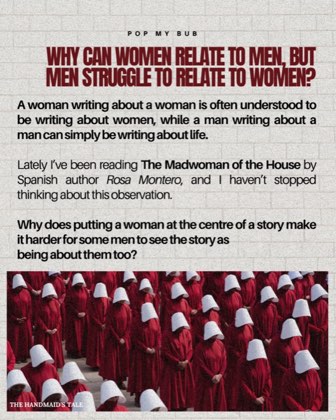 POP MY BUB
WHY CAN WOMEN RELATE TO MEN, BUT
MEN STRUGGLE TO RELATE TO WOMEN?
A woman writing about a woman is often understood to
be writing about women, while a man writing about a
man can simply be writing about life.
Lately I've been reading The Madwoman of the House by
Spanish author Rosa Montero, and I haven't stopped
thinking about this observation.
Why does putting a woman at the centre of a story make
it harder for some men to see the story as
being about them too?
THE HANDMAID'S TALE